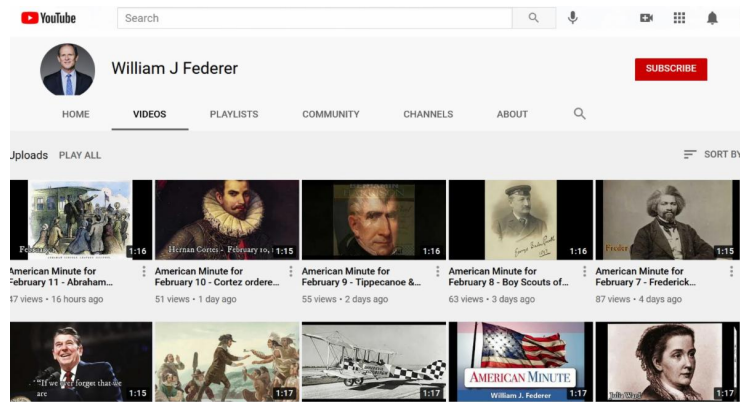 YouTube
Search
William J Federer
SUBSCRIBE
HOME VIDEOS PLAYLISTS COMMUNITY CHANNELS ABOUT
Uploads PLAY ALL SORT BY
1:16
Hernan Cortes - February 10, 1:15
1:16
1:16
Freder 1:15
American Minute for
February 11 - Abraham...
47 views • 16 hours ago
American Minute for
February 10 - Cortez ordere...
51 views • 1 day ago
American Minute for
February 9 - Tippecanoe &...
55 views • 2 days ago
American Minute for
February 8 - Boy Scouts of...
63 views • 3 days ago
American Minute for
February 7 - Frederick...
87 views • 4 days ago
"If we ever forget that we
are 1:15
1:17
1:17
AMERICAN MINUTE
William J. Federer 1:17
Julia Ward 1:17